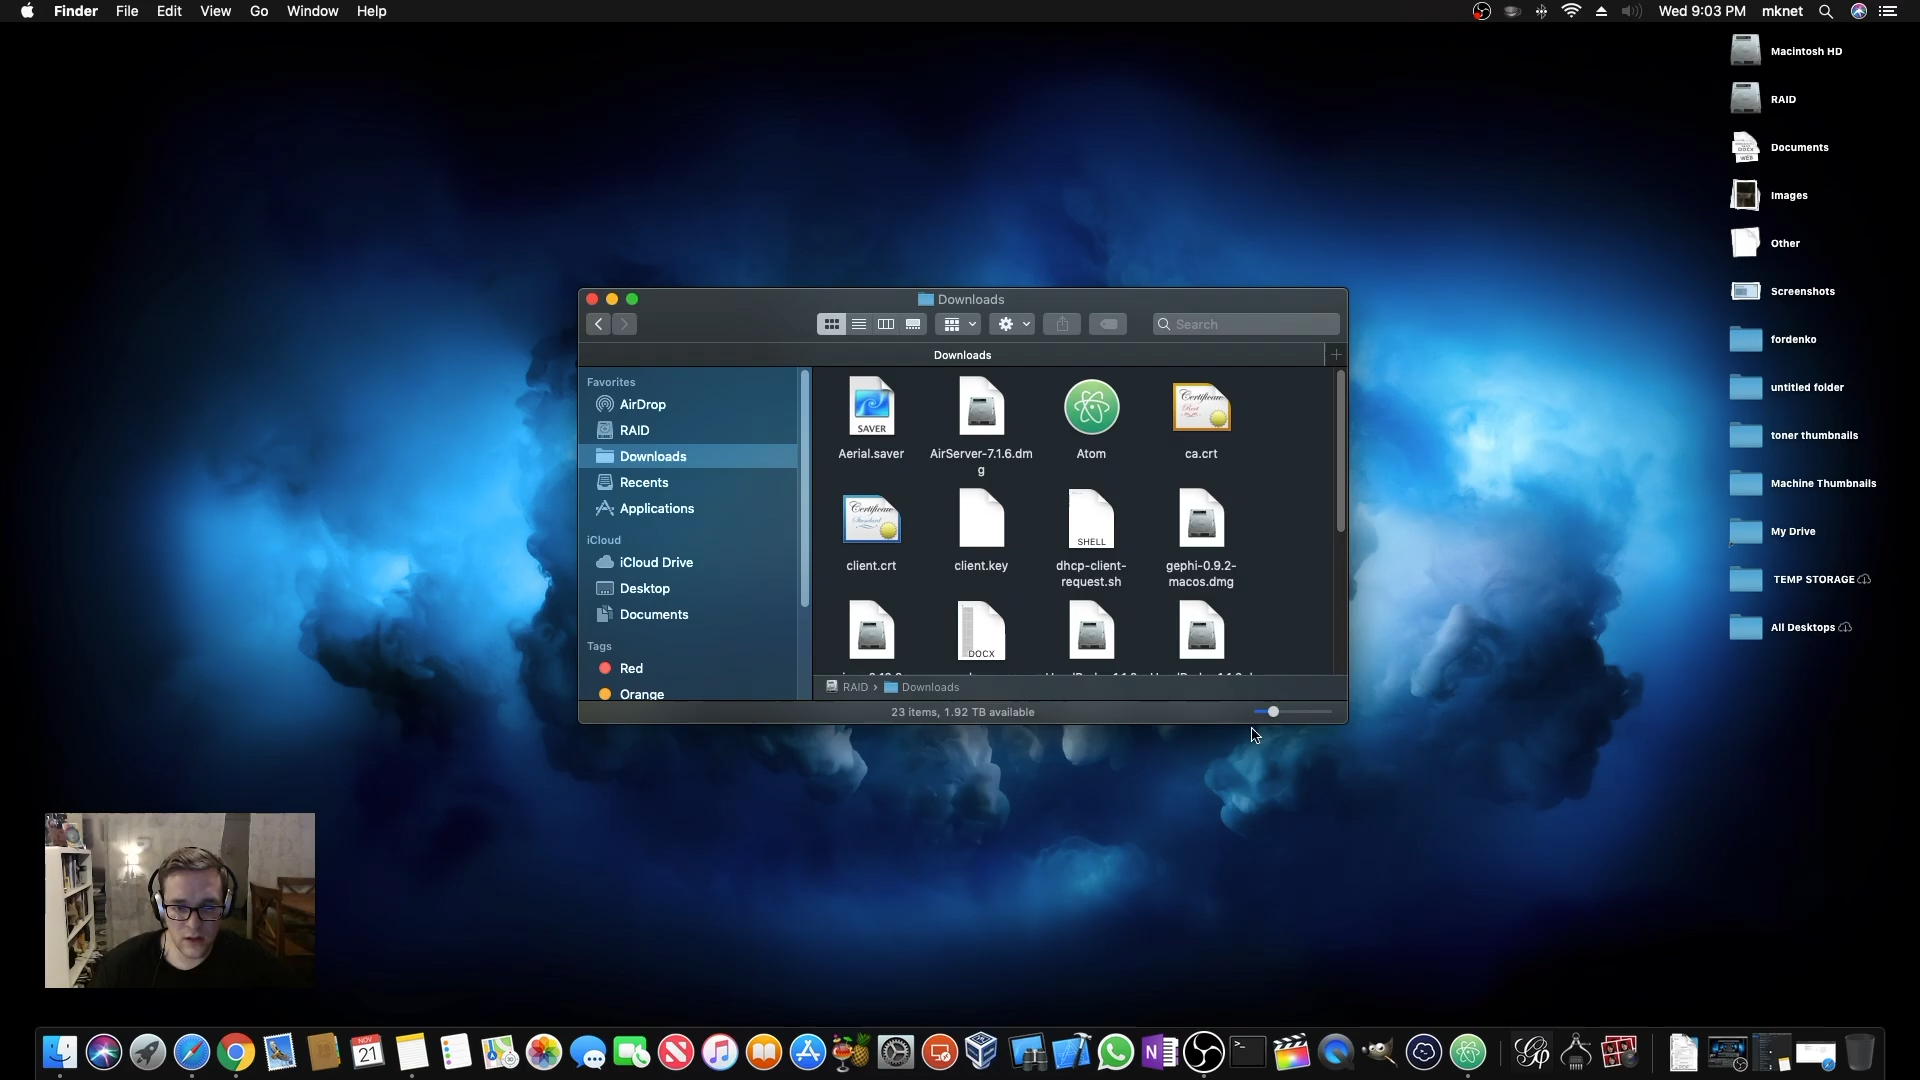 Finder File Edit View Go Window Help
Wed 9:03 PM mknet
Macintosh HD
RAID
Documents
Images
Other
Screenshots
fordenko
untitled folder
toner thumbnails
Machine Thumbnails
My Drive
TEMP STORAGE
All Desktops
Downloads
Search
Downloads
Favorites
AirDrop
RAID
Downloads
Recents
Applications
iCloud
iCloud Drive
Desktop
Documents
Tags
Red
Orange
SAVER
Aerial.saver
AirServer-7.1.6.dm
g
Atom
ca.crt
client.crt
client.key
SHELL
dhcp-client-
request.sh
gephi-0.9.2-
macos.dmg
DOCX
RAID › Downloads
23 items, 1.92 TB available
NOV
21